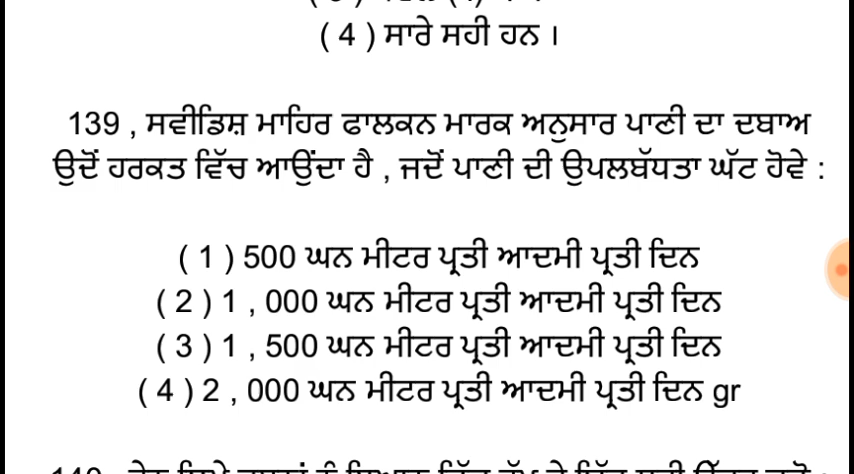 ( 4 ) ਸਾਰੇ ਸਹੀ ਹਨ ।
139 , ਸਵੀਡਿਸ਼ ਮਾਹਿਰ ਫਾਲਕਨ ਮਾਰਕ ਅਨੁਸਾਰ ਪਾਣੀ ਦਾ ਦਬਾਅ
ਉਦੋਂ ਹਰਕਤ ਵਿੱਚ ਆਉਂਦਾ ਹੈ , ਜਦੋਂ ਪਾਣੀ ਦੀ ਉਪਲਬੱਧਤਾ ਘੱਟ ਹੋਵੇ :
( 1 ) 500 ਘਨ ਮੀਟਰ ਪ੍ਰਤੀ ਆਦਮੀ ਪ੍ਰਤੀ ਦਿਨ
( 2 ) 1 , 000 ਘਨ ਮੀਟਰ ਪ੍ਰਤੀ ਆਦਮੀ ਪ੍ਰਤੀ ਦਿਨ
( 3 ) 1 , 500 ਘਨ ਮੀਟਰ ਪ੍ਰਤੀ ਆਦਮੀ ਪ੍ਰਤੀ ਦਿਨ
( 4 ) 2 , 000 ਘਨ ਮੀਟਰ ਪ੍ਰਤੀ ਆਦਮੀ ਪ੍ਰਤੀ ਦਿਨ gr